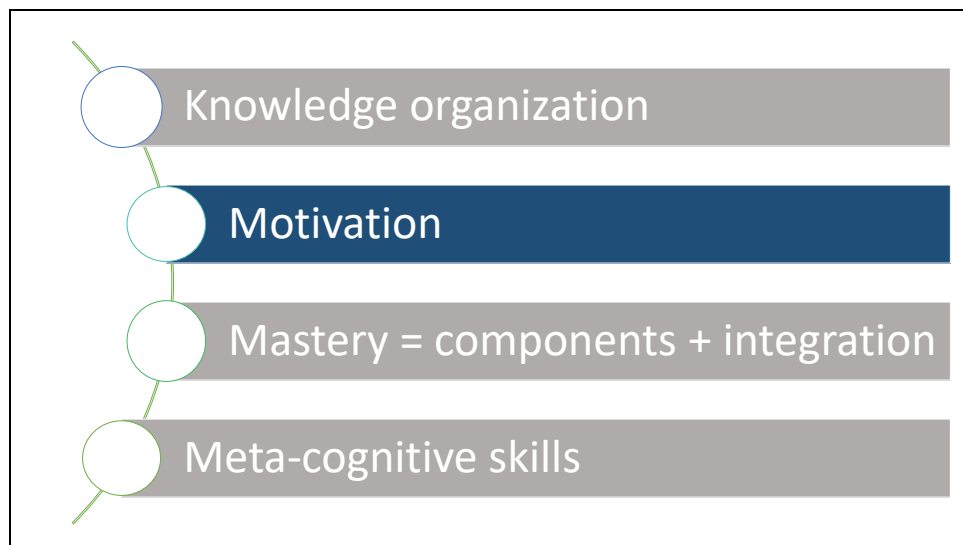 Knowledge organization
Motivation
Mastery = components + integration
Meta-cognitive skills